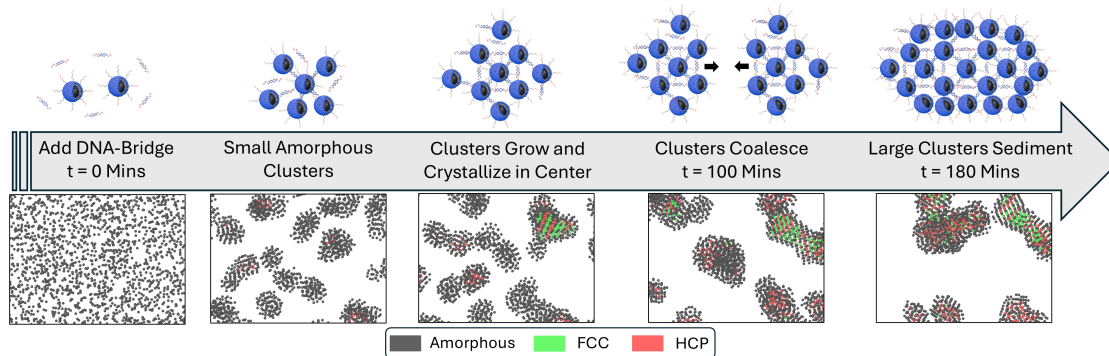 Add DNA-Bridge
t = 0 Mins
Small Amorphous
Clusters
Clusters Grow and
Crystallize in Center
Clusters Coalesce
t = 100 Mins
Large Clusters Sediment
t = 180 Mins
Amorphous
FCC
HCP